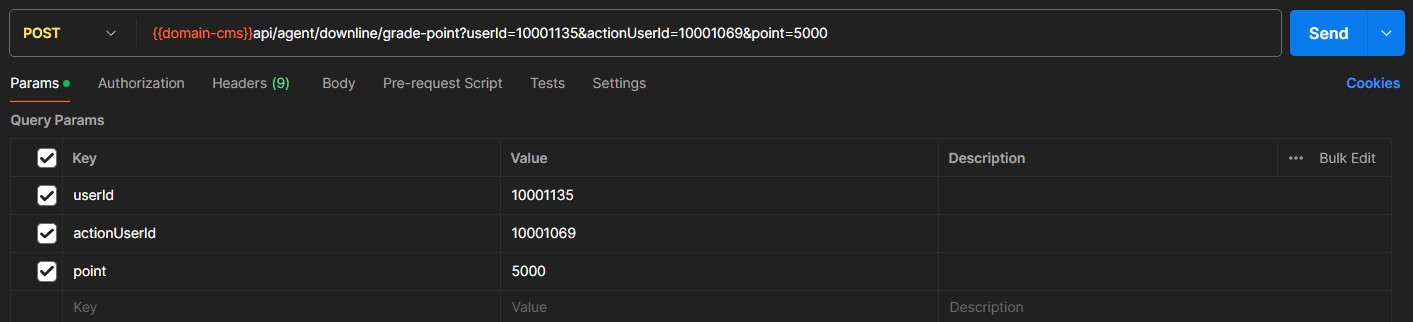 POST {{domain-cms}}api/agent/downline/grade-point?userId=10001135&actionUserId=10001069&point=5000 Send
Params Authorization Headers (9) Body Pre-request Script Tests Settings Cookies
Query Params
Key Value Description ••• Bulk Edit
userId 10001135
actionUserId 10001069
point 5000
Key Value Description